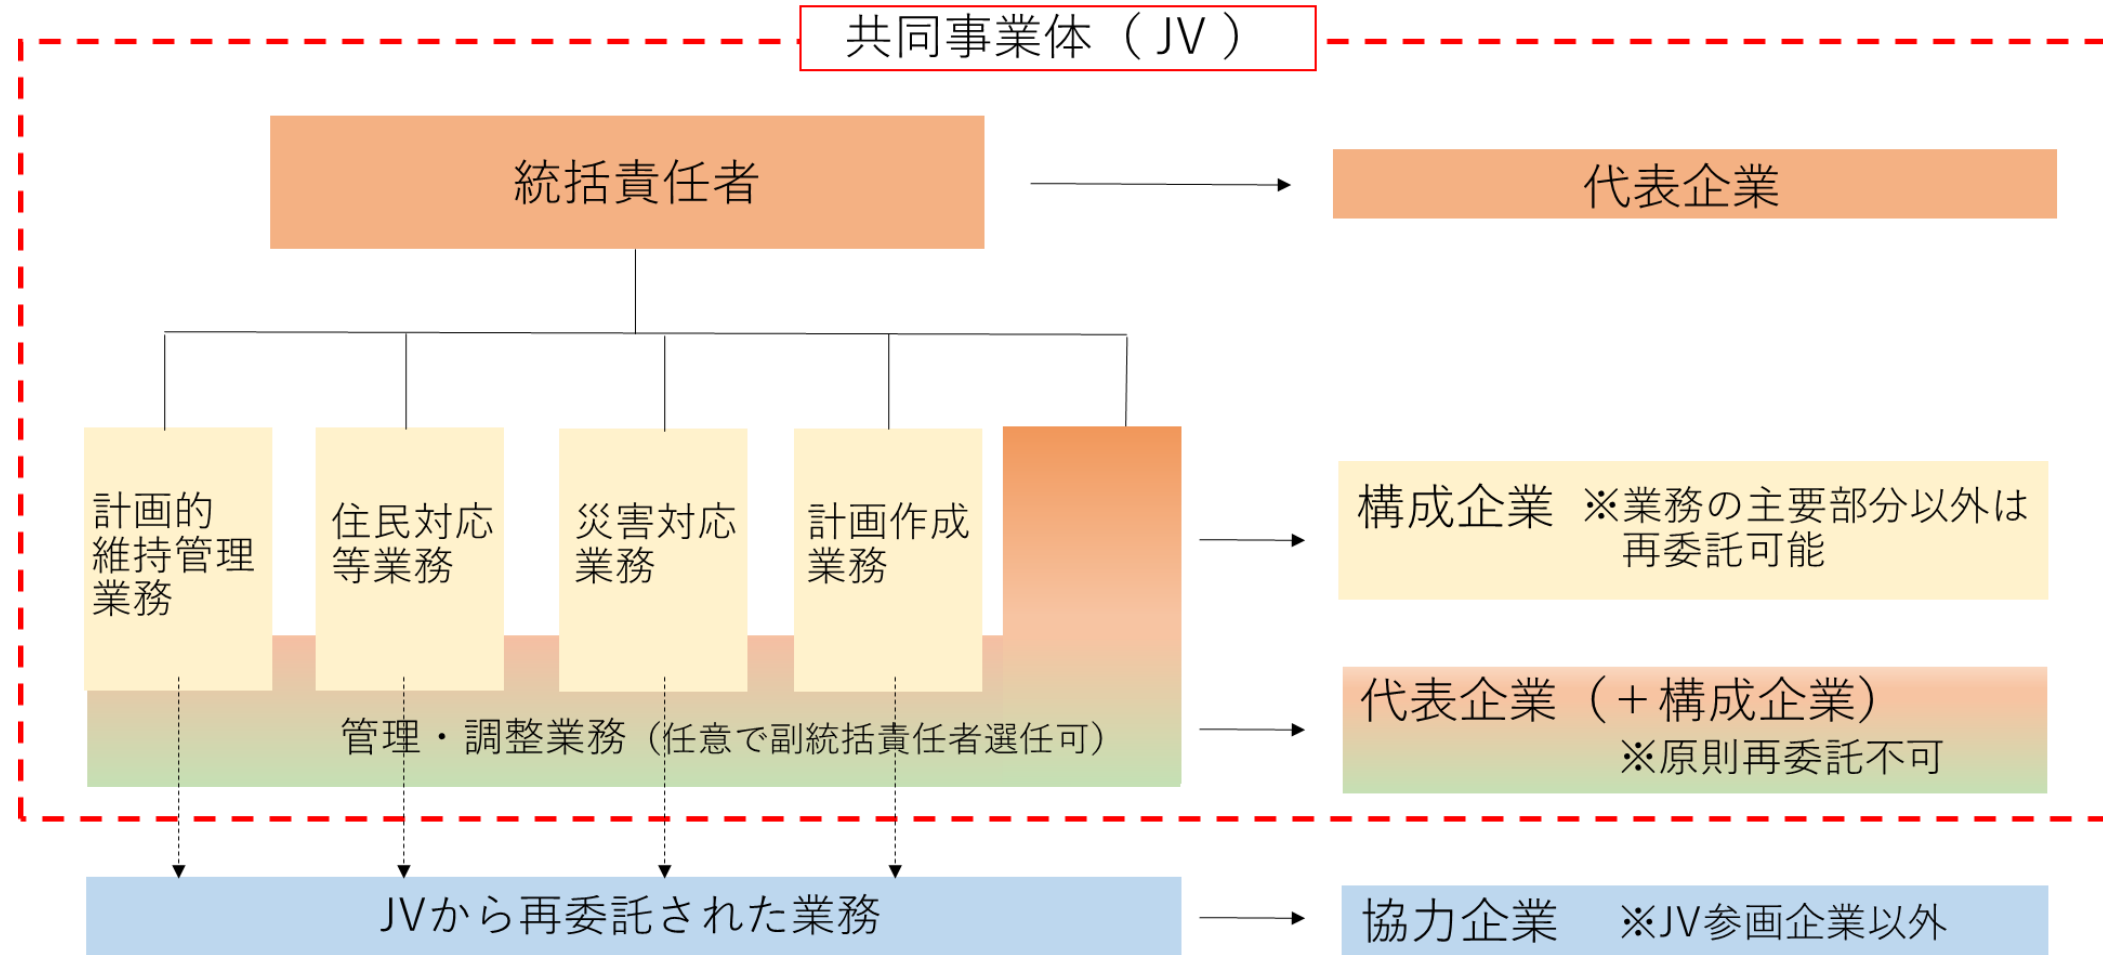 共同事業体（JV）
統括責任者
代表企業
計画的
維持管理
業務
住民対応
等業務
災害対応
業務
計画作成
業務
構成企業 ※業務の主要部分以外は
再委託可能
管理・調整業務（任意で副統括責任者選任可）
代表企業（＋構成企業）
※原則再委託不可
JVから再委託された業務
協力企業 ※JV参画企業以外